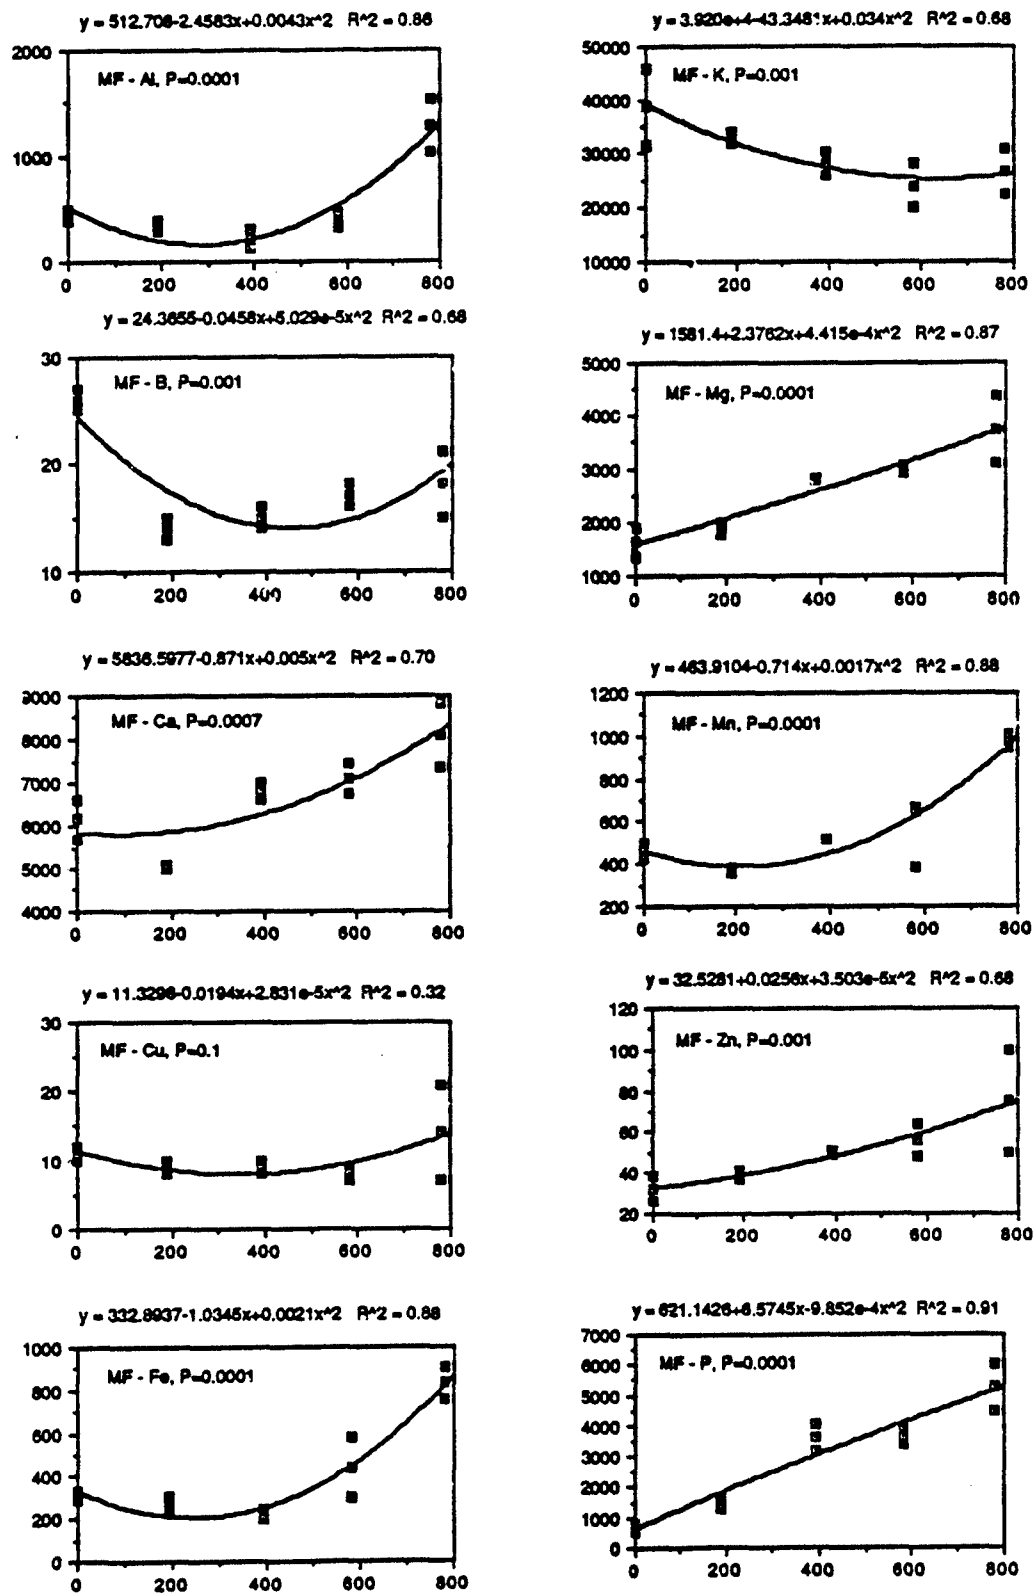 y = 512.708-2.4583x+0.0043x^2 R^2 = 0.86
2000
MF - Al, P=0.0001
1000
0
0 200 400 600 800
y = 24.3655-0.0458x+5.029e-5x^2 R^2 = 0.68
30
MF - B, P=0.001
20
10
0 200 400 600 800
y = 5836.5977-0.871x+0.005x^2 R^2 = 0.70
9000
MF - Ca, P=0.0007
8000
7000
6000
5000
4000
0 200 400 600 800
y = 11.3298-0.0194x+2.831e-5x^2 R^2 = 0.32
30
MF - Cu, P=0.1
20
10
0
0 200 400 600 800
y = 332.8937-1.0345x+0.0021x^2 R^2 = 0.88
1000
MF - Fe, P=0.0001
800
600
400
200
0
0 200 400 600 800
y = 3.920e+4-43.3481x+0.034x^2 R^2 = 0.68
50000
MF - K, P=0.001
40000
30000
20000
10000
0 200 400 600 800
y = 1581.4+2.3762x+4.415e-4x^2 R^2 = 0.87
5000
MF - Mg, P=0.0001
4000
3000
2000
1000
0 200 400 600 800
y = 463.9104-0.714x+0.0017x^2 R^2 = 0.88
1200
MF - Mn, P=0.0001
1000
800
600
400
200
0 200 400 600 800
y = 32.5281+0.0256x+3.503e-5x^2 R^2 = 0.68
120
MF - Zn, P=0.001
100
80
60
40
20
0 200 400 600 800
y = 621.1426+6.5745x-9.852e-4x^2 R^2 = 0.91
7000
MF - P, P=0.0001
6000
5000
4000
3000
2000
1000
0
0 200 400 600 800